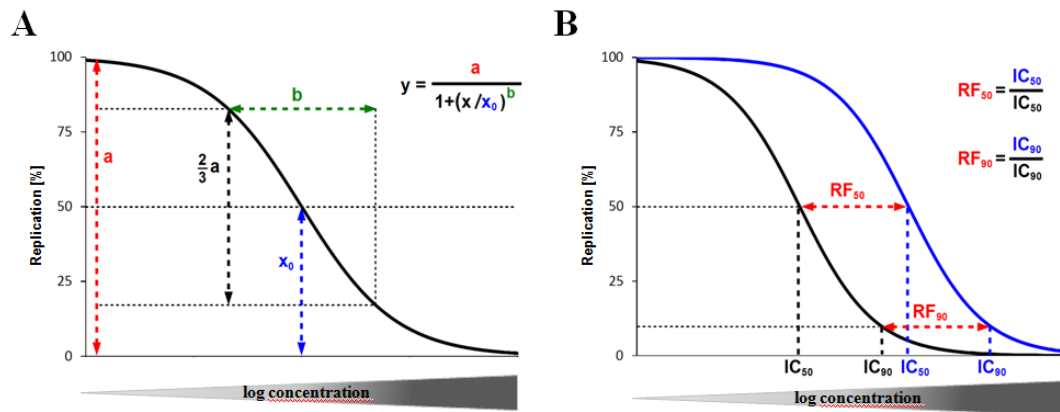 A
100
75
50
25
0
Replication [%]
a
b
2/3 a
x₀
y = a / 1+(x/x₀)ᵇ
log concentration
B
100
75
50
25
0
Replication [%]
RF₅₀
RF₉₀
RF₅₀ = IC₅₀ / IC₅₀
RF₉₀ = IC₉₀ / IC₉₀
IC₅₀ IC₉₀ IC₅₀ IC₉₀
log concentration